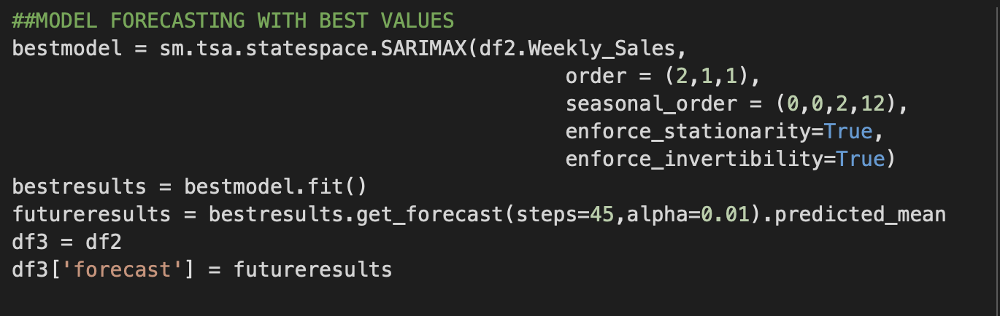 ##MODEL FORECASTING WITH BEST VALUES
bestmodel = sm.tsa.statespace.SARIMAX(df2.Weekly_Sales,
order = (2,1,1),
seasonal_order = (0,0,2,12),
enforce_stationarity=True,
enforce_invertibility=True)
bestresults = bestmodel.fit()
futureresults = bestresults.get_forecast(steps=45,alpha=0.01).predicted_mean
df3 = df2
df3['forecast'] = futureresults